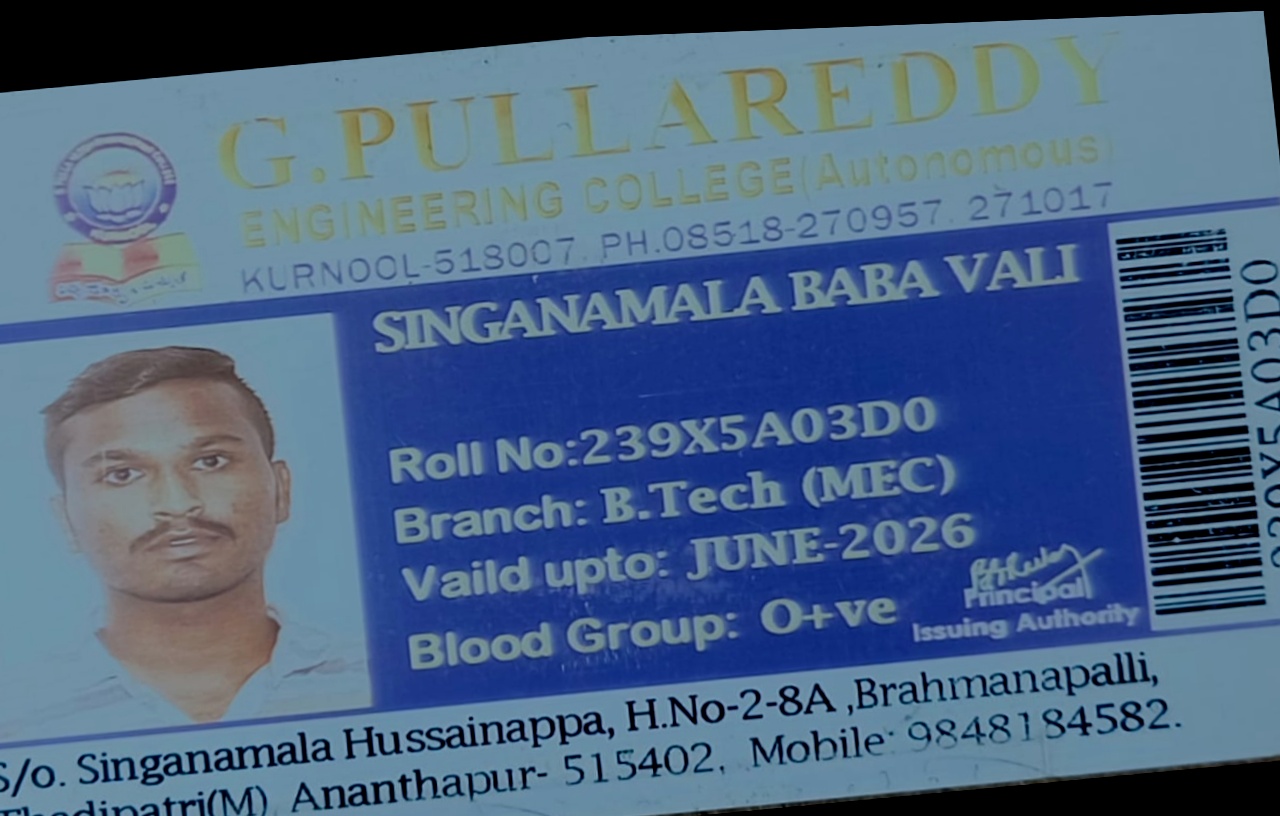 G.PULLAREDDY
ENGINEERING COLLEGE(Autonomous)
KURNOOL-518007. PH.08518-270957. 271017
SINGANAMALA BABA VALI
Roll No:239X5A03D0
Branch: B.Tech (MEC)
Vaild upto: JUNE-2026
Blood Group: O+ve
Principal
Issuing Authority
S/o. Singanamala Hussainappa, H.No-2-8A ,Brahmanapalli,
Thadipatri(M) Ananthapur- 515402. Mobile: 9848184582.
239X5A03D0